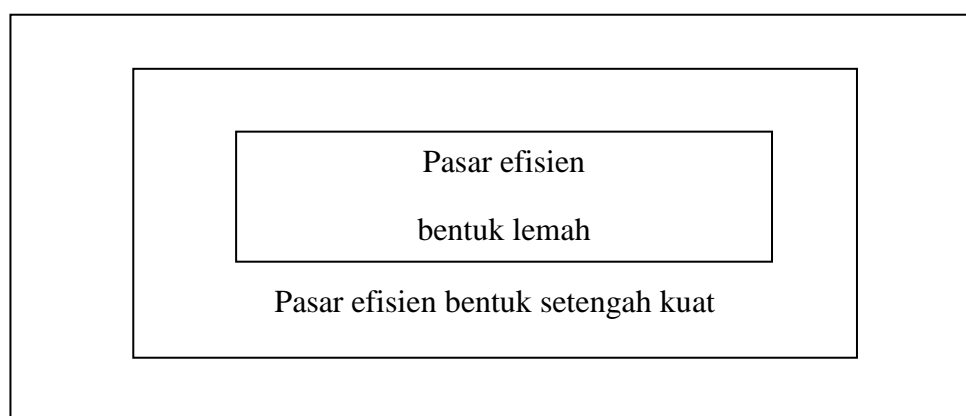 Pasar efisien
bentuk lemah
Pasar efisien bentuk setengah kuat